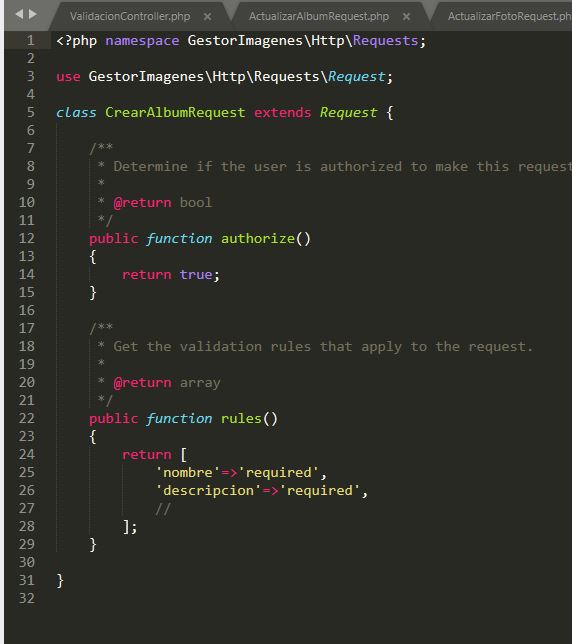 ValidacionController.php × ActualizarAlbumRequest.php × ActualizarFotoRequest.ph
1 <?php namespace GestorImagenes\Http\Requests;
2
3 use GestorImagenes\Http\Requests\Request;
4
5 class CrearAlbumRequest extends Request {
6
7 /**
8 * Determine if the user is authorized to make this request
9 *
10 * @return bool
11 */
12 public function authorize()
13 {
14 return true;
15 }
16
17 /**
18 * Get the validation rules that apply to the request.
19 *
20 * @return array
21 */
22 public function rules()
23 {
24 return [
25 'nombre'=>'required',
26 'descripcion'=>'required',
27 //
28 ];
29 }
30
31 }
32